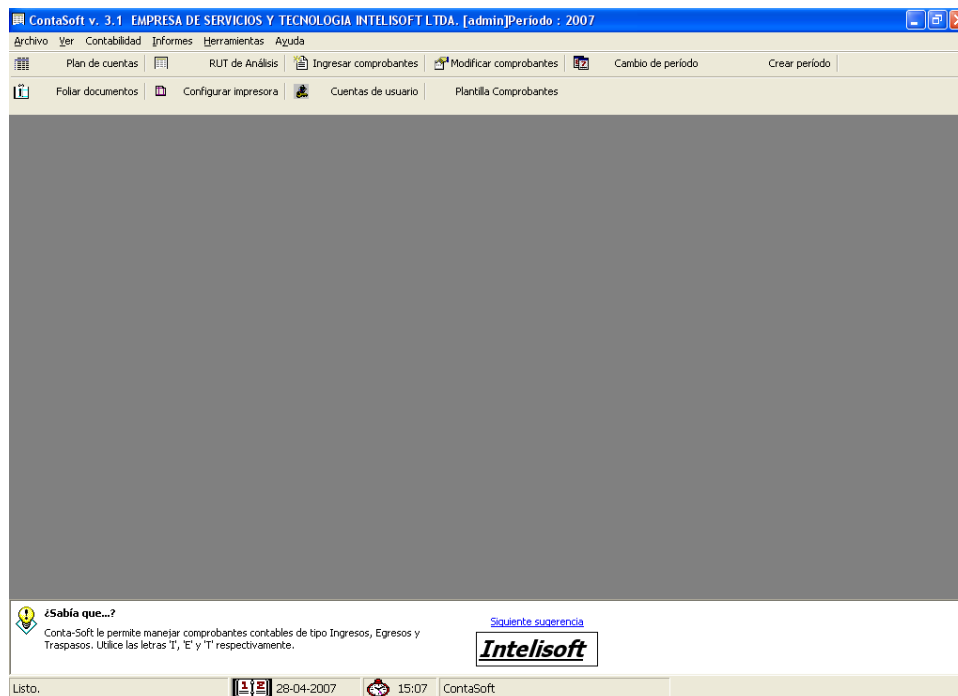 ContaSoft v. 3.1 EMPRESA DE SERVICIOS Y TECNOLOGIA INTELISOFT LTDA. [admin]Período : 2007
Archivo Ver Contabilidad Informes Herramientas Ayuda
Plan de cuentas RUT de Análisis Ingresar comprobantes Modificar comprobantes Cambio de período Crear período
Foliar documentos Configurar impresora Cuentas de usuario Plantilla Comprobantes
¿Sabía que...?
Conta-Soft le permite manejar comprobantes contables de tipo Ingresos, Egresos y
Traspasos. Utilice las letras 'I', 'E' y 'T' respectivamente.
Siguiente sugerencia
Intelisoft
Listo. 28-04-2007 15:07 ContaSoft